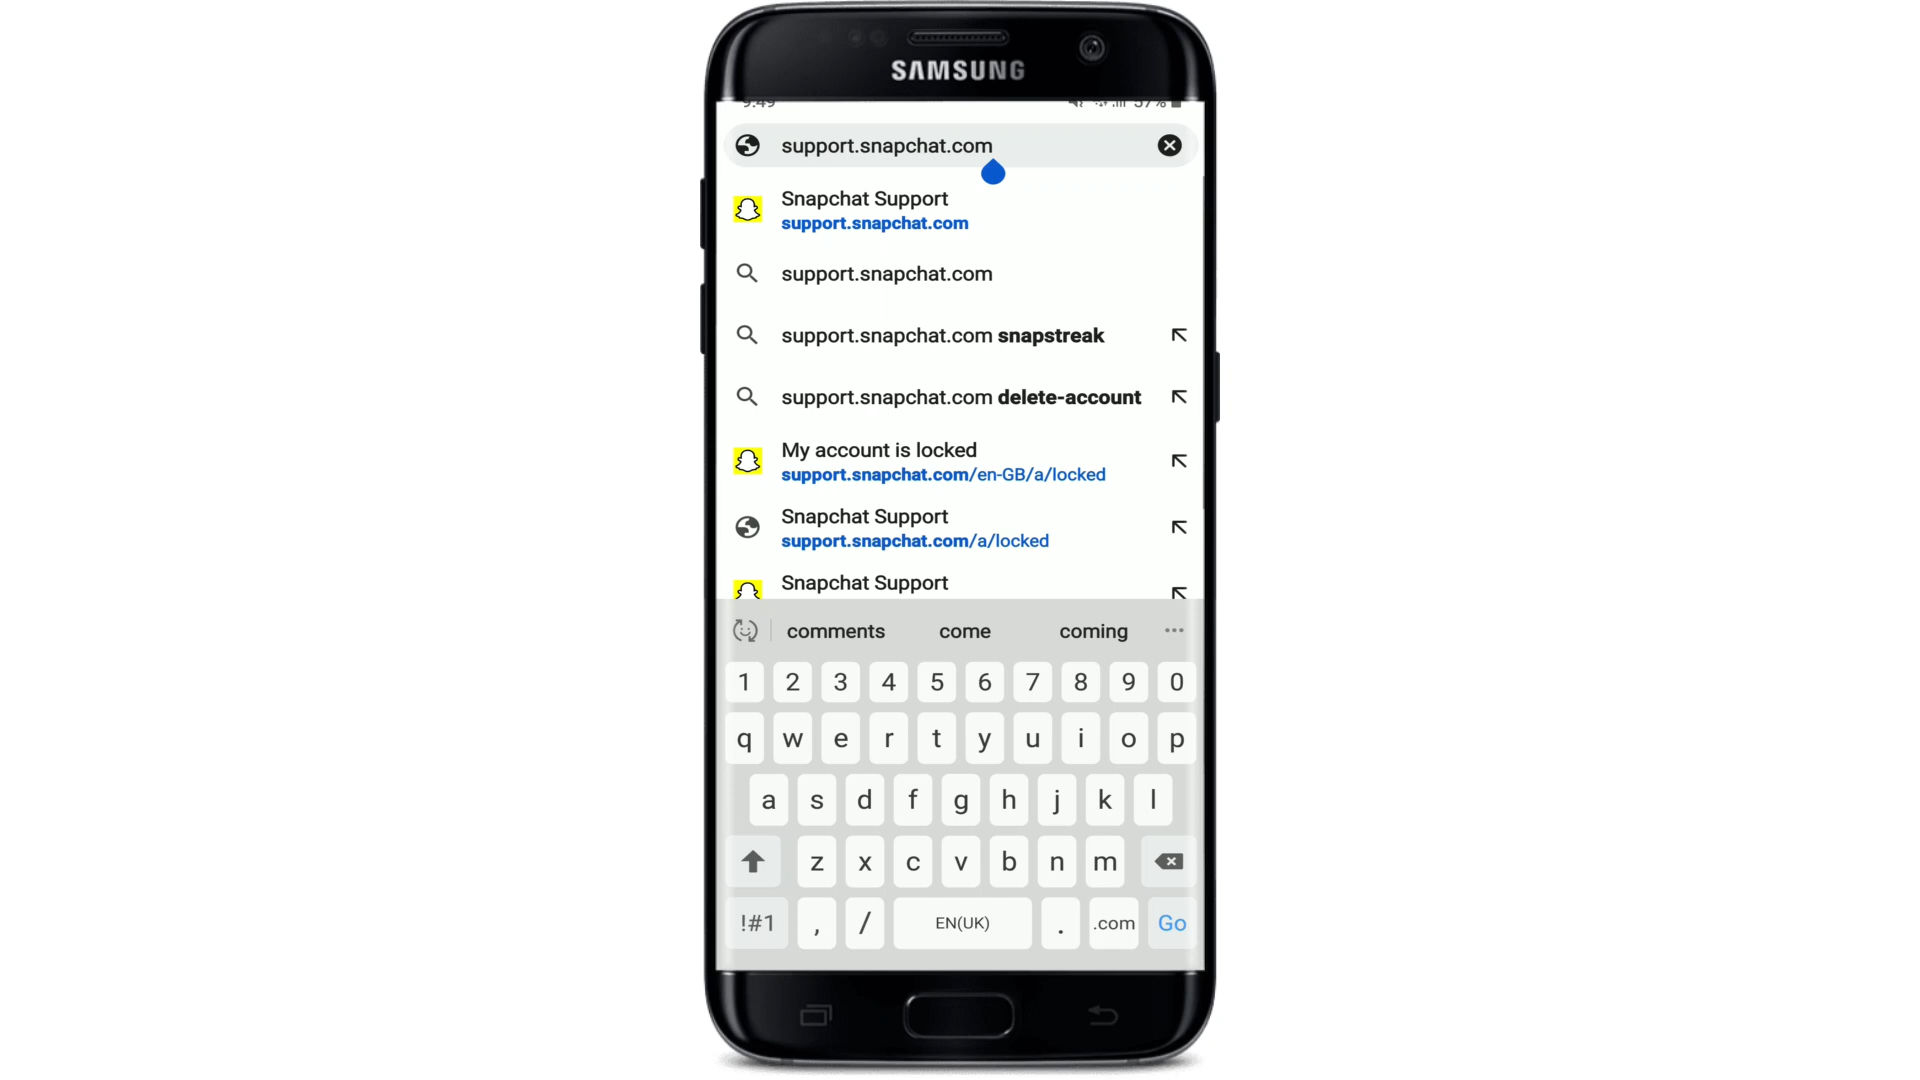 SAMSUNG
9:49 57%
support.snapchat.com
Snapchat Support
support.snapchat.com
support.snapchat.com
support.snapchat.com snapstreak
support.snapchat.com delete-account
My account is locked
support.snapchat.com/en-GB/a/locked
Snapchat Support
support.snapchat.com/a/locked
Snapchat Support
comments come coming ...
1 2 3 4 5 6 7 8 9 0
q w e r t y u i o p
a s d f g h j k l
z x c v b n m
!#1 , / EN(UK) . .com Go